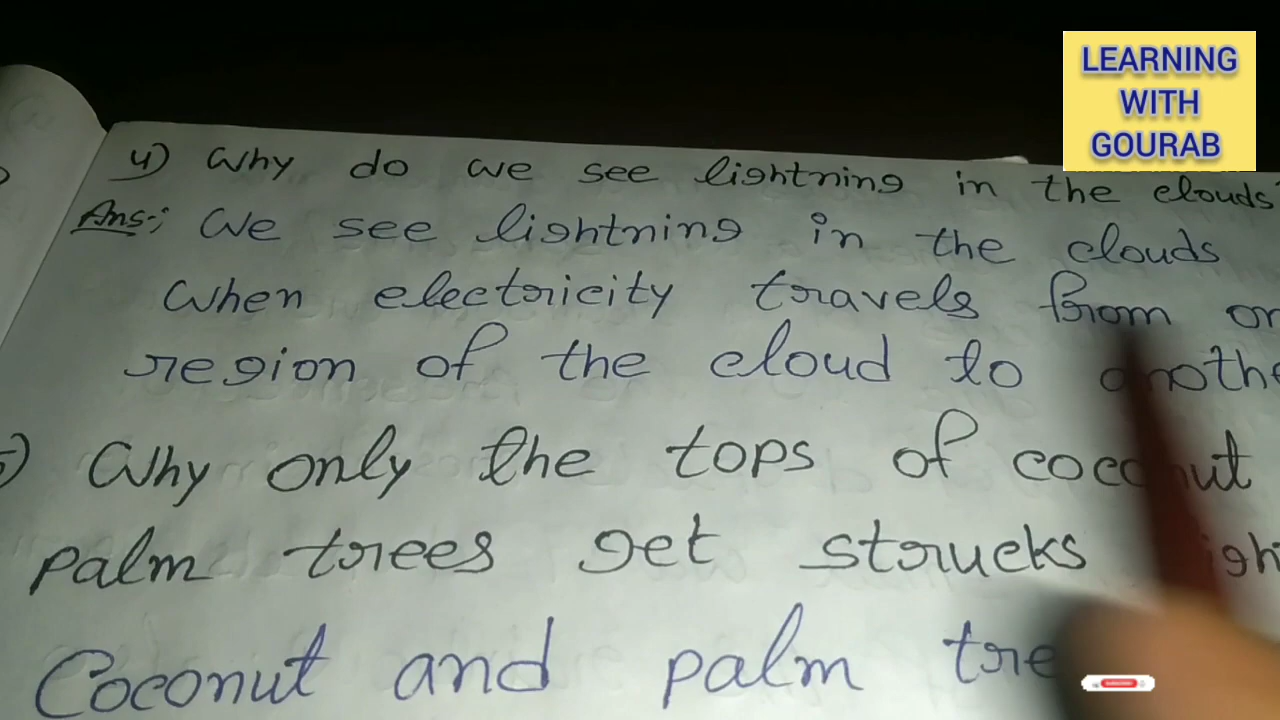 LEARNING
WITH
GOURAB
4) Why do we see lightning in the clouds
Ans:; We see lightning in the clouds
When electricity travels from
region of the cloud to
Why only the tops of coconut
palm trees get strucks
Coconut and palm